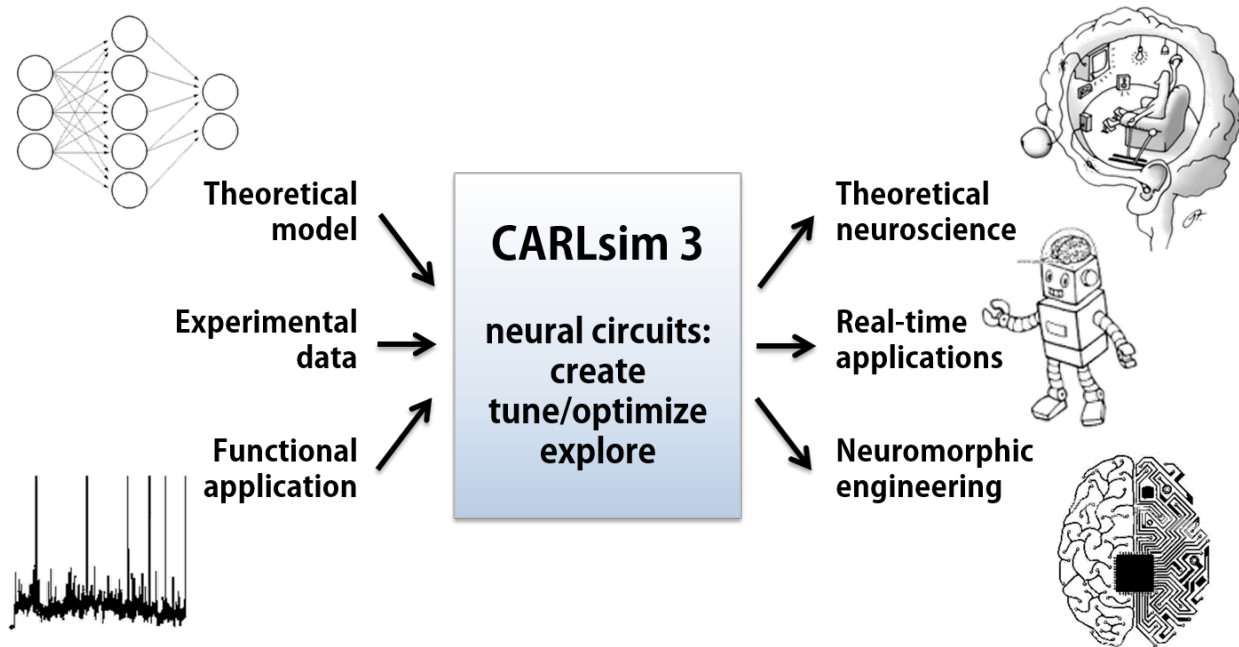 Theoretical
model
Experimental
data
Functional
application
CARLsim 3
neural circuits:
create
tune/optimize
explore
Theoretical
neuroscience
Real-time
applications
Neuromorphic
engineering